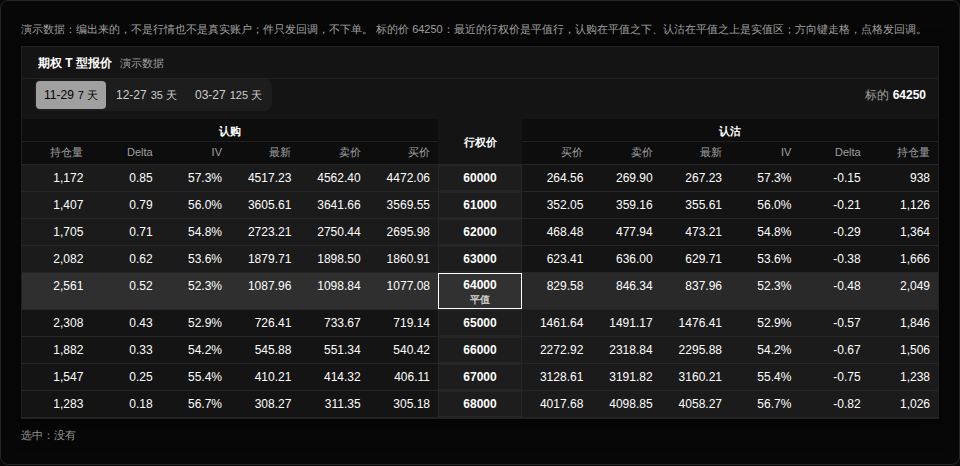 演示数据：编出来的，不是行情也不是真实账户；件只发回调，不下单。 标的价 64250：最近的行权价是平值行，认购在平值之下、认沽在平值之上是实值区；方向键走格，点格发回调。
期权 T 型报价 演示数据
11-29 7 天 12-27 35 天 03-27 125 天 标的 64250
认购 行权价 认沽
持仓量 Delta IV 最新 卖价 买价 买价 卖价 最新 IV Delta 持仓量
1,172 0.85 57.3% 4517.23 4562.40 4472.06 60000 264.56 269.90 267.23 57.3% -0.15 938
1,407 0.79 56.0% 3605.61 3641.66 3569.55 61000 352.05 359.16 355.61 56.0% -0.21 1,126
1,705 0.71 54.8% 2723.21 2750.44 2695.98 62000 468.48 477.94 473.21 54.8% -0.29 1,364
2,082 0.62 53.6% 1879.71 1898.50 1860.91 63000 623.41 636.00 629.71 53.6% -0.38 1,666
2,561 0.52 52.3% 1087.96 1098.84 1077.08 64000 829.58 846.34 837.96 52.3% -0.48 2,049
平值
2,308 0.43 52.9% 726.41 733.67 719.14 65000 1461.64 1491.17 1476.41 52.9% -0.57 1,846
1,882 0.33 54.2% 545.88 551.34 540.42 66000 2272.92 2318.84 2295.88 54.2% -0.67 1,506
1,547 0.25 55.4% 410.21 414.32 406.11 67000 3128.61 3191.82 3160.21 55.4% -0.75 1,238
1,283 0.18 56.7% 308.27 311.35 305.18 68000 4017.68 4098.85 4058.27 56.7% -0.82 1,026
选中：没有